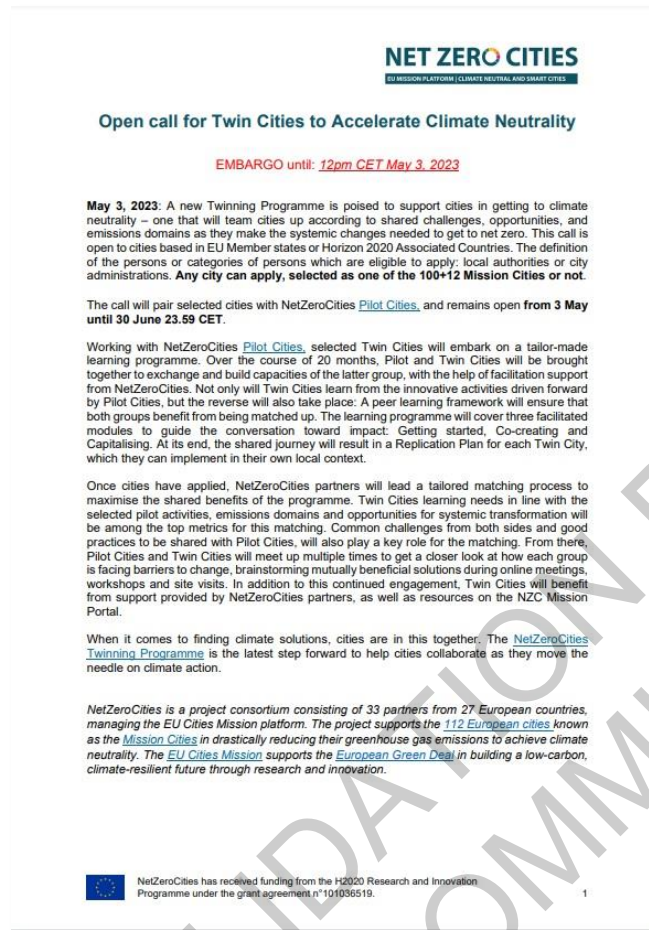 NET ZERO CITIES
EU MISSION PLATFORM | CLIMATE NEUTRAL AND SMART CITIES
Open call for Twin Cities to Accelerate Climate Neutrality
EMBARGO until: 12pm CET May 3, 2023
May 3, 2023: A new Twinning Programme is poised to support cities in getting to climate
neutrality – one that will team cities up according to shared challenges, opportunities, and
emissions domains as they make the systemic changes needed to get to net zero. This call is
open to cities based in EU Member states or Horizon 2020 Associated Countries. The definition
of the persons or categories of persons which are eligible to apply: local authorities or city
administrations. Any city can apply, selected as one of the 100+12 Mission Cities or not.
The call will pair selected cities with NetZeroCities Pilot Cities, and remains open from 3 May
until 30 June 23.59 CET.
Working with NetZeroCities Pilot Cities, selected Twin Cities will embark on a tailor-made
learning programme. Over the course of 20 months, Pilot and Twin Cities will be brought
together to exchange and build capacities of the latter group, with the help of facilitation support
from NetZeroCities. Not only will Twin Cities learn from the innovative activities driven forward
by Pilot Cities, but the reverse will also take place: A peer learning framework will ensure that
both groups benefit from being matched up. The learning programme will cover three facilitated
modules to guide the conversation toward impact: Getting started, Co-creating and
Capitalising. At its end, the shared journey will result in a Replication Plan for each Twin City,
which they can implement in their own local context.
Once cities have applied, NetZeroCities partners will lead a tailored matching process to
maximise the shared benefits of the programme. Twin Cities learning needs in line with the
selected pilot activities, emissions domains and opportunities for systemic transformation will
be among the top metrics for this matching. Common challenges from both sides and good
practices to be shared with Pilot Cities, will also play a key role for the matching. From there,
Pilot Cities and Twin Cities will meet up multiple times to get a closer look at how each group
is facing barriers to change, brainstorming mutually beneficial solutions during online meetings,
workshops and site visits. In addition to this continued engagement, Twin Cities will benefit
from support provided by NetZeroCities partners, as well as resources on the NZC Mission
Portal.
When it comes to finding climate solutions, cities are in this together. The NetZeroCities
Twinning Programme is the latest step forward to help cities collaborate as they move the
needle on climate action.
NetZeroCities is a project consortium consisting of 33 partners from 27 European countries,
managing the EU Cities Mission platform. The project supports the 112 European cities known
as the Mission Cities in drastically reducing their greenhouse gas emissions to achieve climate
neutrality. The EU Cities Mission supports the European Green Deal in building a low-carbon,
climate-resilient future through research and innovation.
NetZeroCities has received funding from the H2020 Research and Innovation
Programme under the grant agreement n°101036519.
1